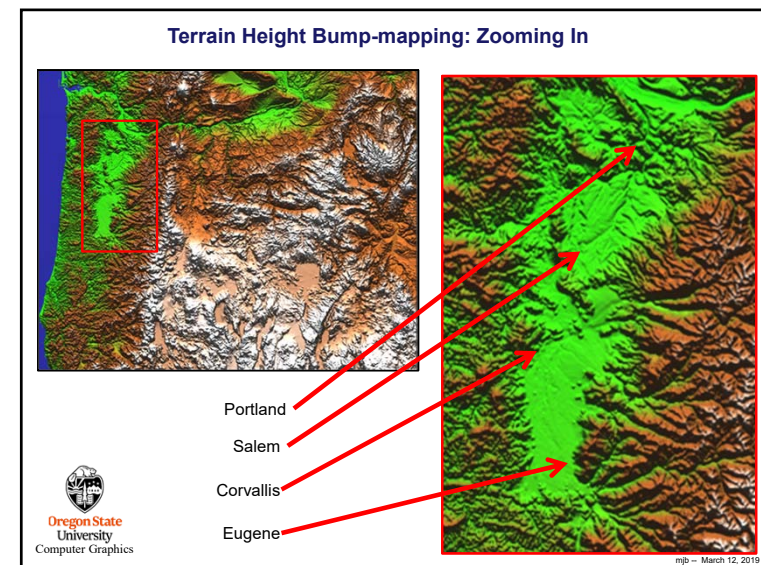 Terrain Height Bump-mapping: Zooming In
Portland
Salem
Corvallis
Eugene
Oregon State
University
Computer Graphics
mjb – March 12, 2019